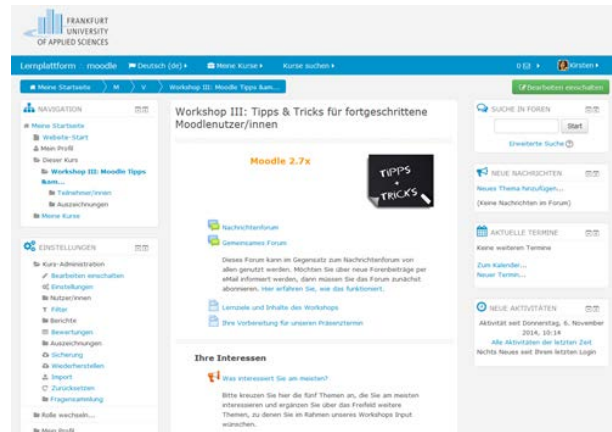 FRANKFURT
UNIVERSITY
OF APPLIED SCIENCES
Lernplattform :: moodle
Deutsch (de)
Meine Kurse
Kurse suchen
0
Kirsten
Meine Startseite
M
V
Workshop III: Moodle Tipps &am...
Bearbeiten einschalten
NAVIGATION
Meine Startseite
Website-Start
Mein Profil
Dieser Kurs
Workshop III: Moodle Tipps
&am...
Teilnehmer/innen
Auszeichnungen
Meine Kurse
EINSTELLUNGEN
Kurs-Administration
Bearbeiten einschalten
Einstellungen
Nutzer/innen
Filter
Berichte
Bewertungen
Auszeichnungen
Sicherung
Wiederherstellen
Import
Zurücksetzen
Fragensammlung
Rolle wechseln...
Mein Profil
Workshop III: Tipps & Tricks für fortgeschrittene
Moodlenutzer/innen
Moodle 2.7x
TIPPS
+
TRICKS
Nachrichtenforum
Gemeinsames Forum
Dieses Forum kann im Gegensatz zum Nachrichtenforum von
allen genutzt werden. Möchten Sie über neue Forenbeiträge per
eMail informiert werden, dann müssen Sie das Forum zunächst
abonnieren. Hier erfahren Sie, wie das funktioniert.
Lernziele und Inhalte des Workshops
Ihre Vorbereitung für unseren Präsenztermin
Ihre Interessen
Was interessiert Sie am meisten?
Bitte kreuzen Sie hier die fünf Themen an, die Sie am meisten
interessieren und ergänzen Sie über das Freifeld weitere
Themen, zu denen Sie im Rahmen unseres Workshops Input
wünschen.
SUCHE IN FOREN
Start
Erweiterte Suche
NEUE NACHRICHTEN
Neues Thema hinzufügen...
(Keine Nachrichten im Forum)
AKTUELLE TERMINE
Keine weiteren Termine
Zum Kalender...
Neuer Termin...
NEUE AKTIVITÄTEN
Aktivität seit Donnerstag, 6. November
2014, 10:14
Alle Aktivitäten der letzten Zeit
Nichts Neues seit Ihrem letzten Login